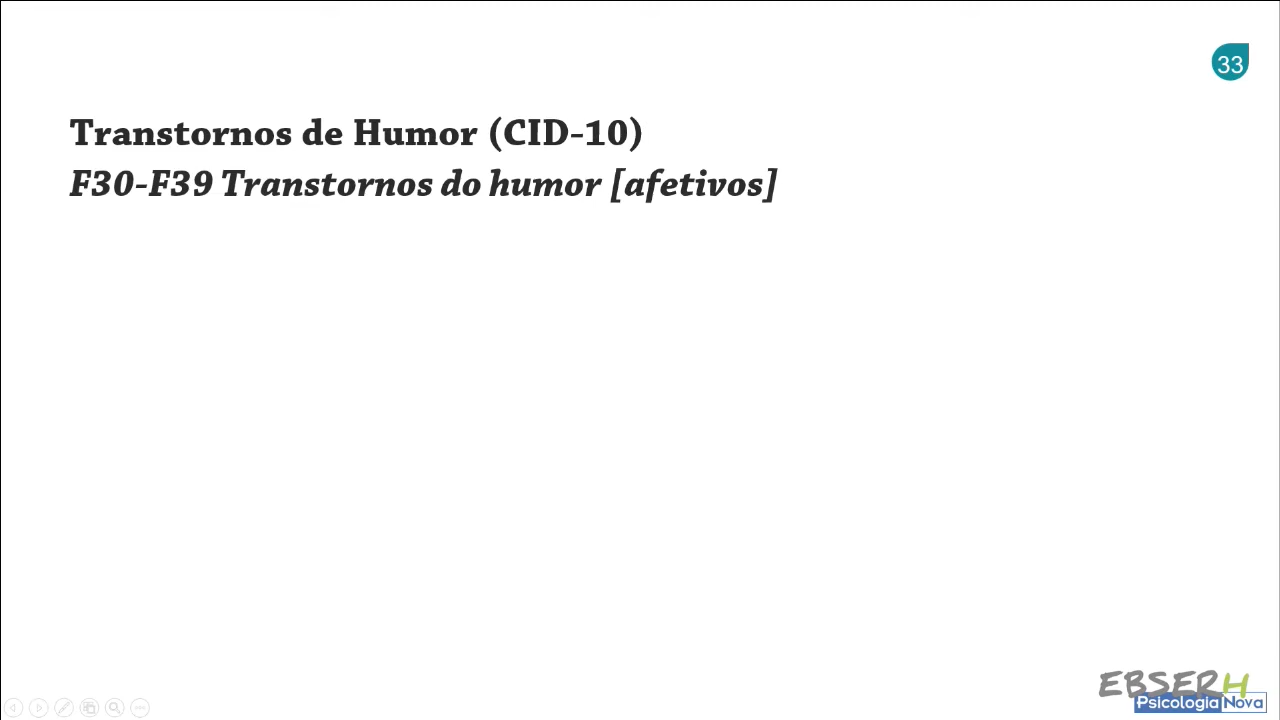 33
Transtornos de Humor (CID-10)
F30-F39 Transtornos do humor [afetivos]
EBSERH
Psicologia Nova